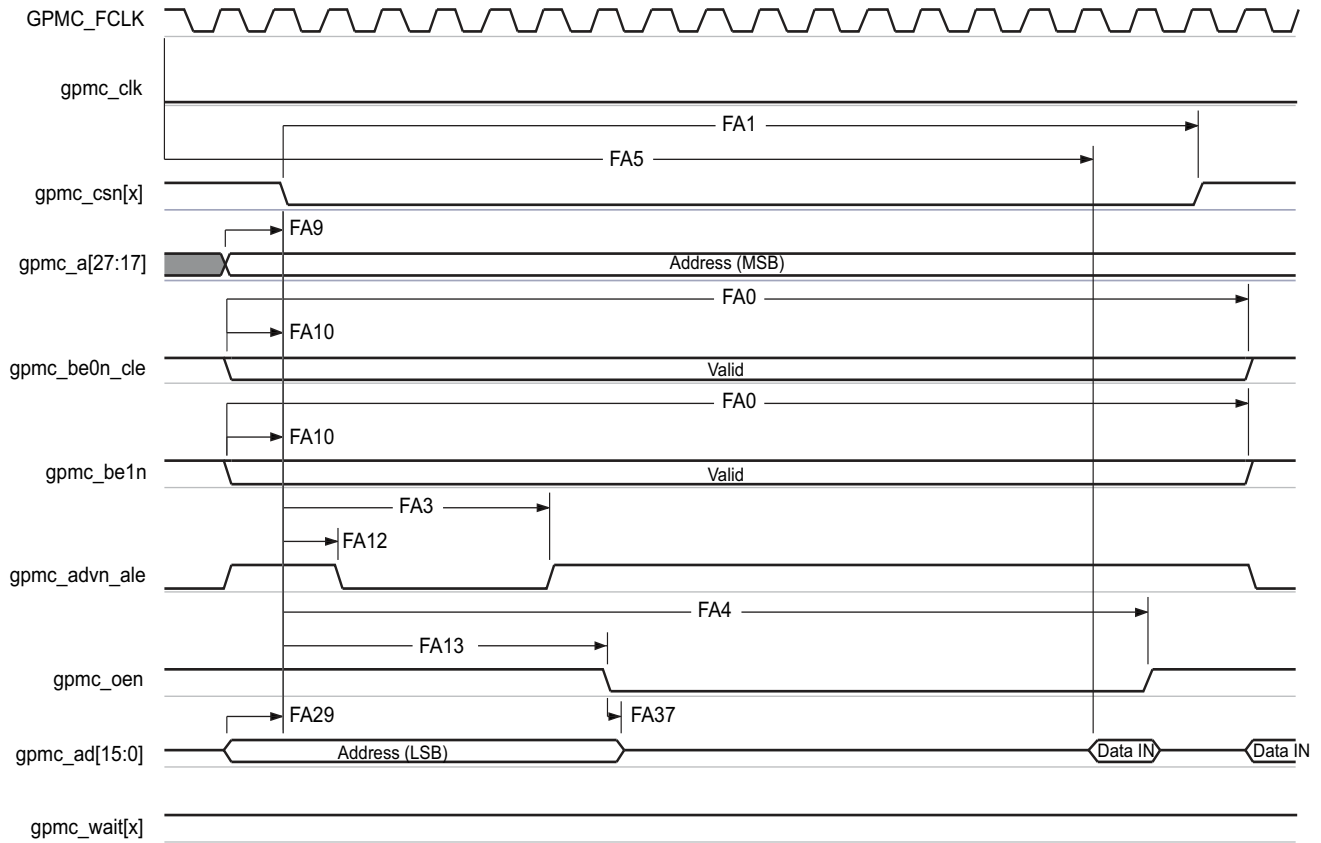 GPMC_FCLK
gpmc_clk
FA1
FA5
gpmc_csn[x]
FA9
gpmc_a[27:17]
Address (MSB)
FA0
FA10
gpmc_be0n_cle
Valid
FA0
FA10
gpmc_be1n
Valid
FA3
FA12
gpmc_advn_ale
FA4
FA13
gpmc_oen
FA29 FA37
gpmc_ad[15:0] Address (LSB) Data IN Data IN
gpmc_wait[x]